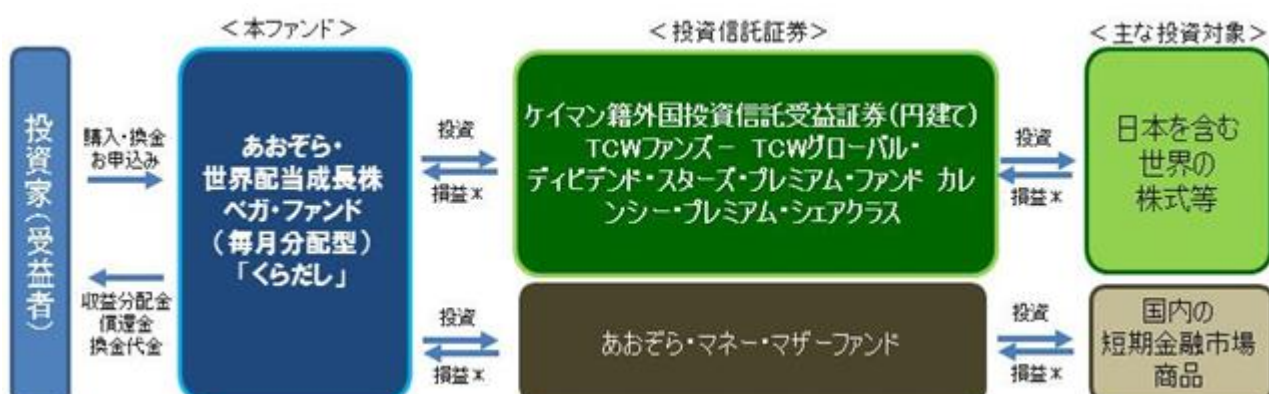 <本ファンド>
<投資信託証券>
<主な投資対象>
投資家(受益者)
購入・換金
お申込み
収益分配金
償還金
換金代金
あおぞら・
世界配当成長株
ベガ・ファンド
(毎月分配型)
「くらだし」
投資
損益*
投資
損益*
ケイマン籍外国投資信託受益証券(円建て)
TCWファンズー TCWグローバル・
ディビデンド・スターズ・プレミアム・ファンド カレ
ンシー・プレミアム・シェアクラス
あおぞら・マネー・マザーファンド
投資
損益*
投資
損益*
日本を含む
世界の
株式等
国内の
短期金融市場
商品